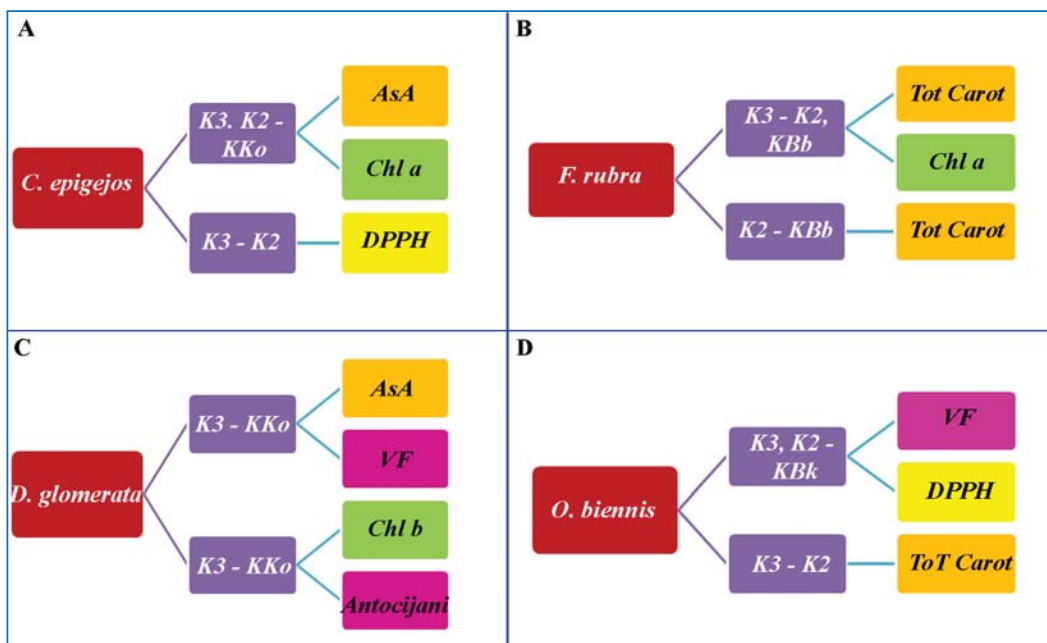 A
C. epigejos
K3. K2 -
KKo
AsA
Chl a
K3 - K2
DPPH
B
F. rubra
K3 - K2,
KBb
Tot Carot
Chl a
K2 - KBb
Tot Carot
C
D. glomerata
K3 - KKo
AsA
VF
K3 - KKo
Chl b
Antocijani
D
O. biennis
K3, K2 -
KBk
VF
DPPH
K3 - K2
ToT Carot